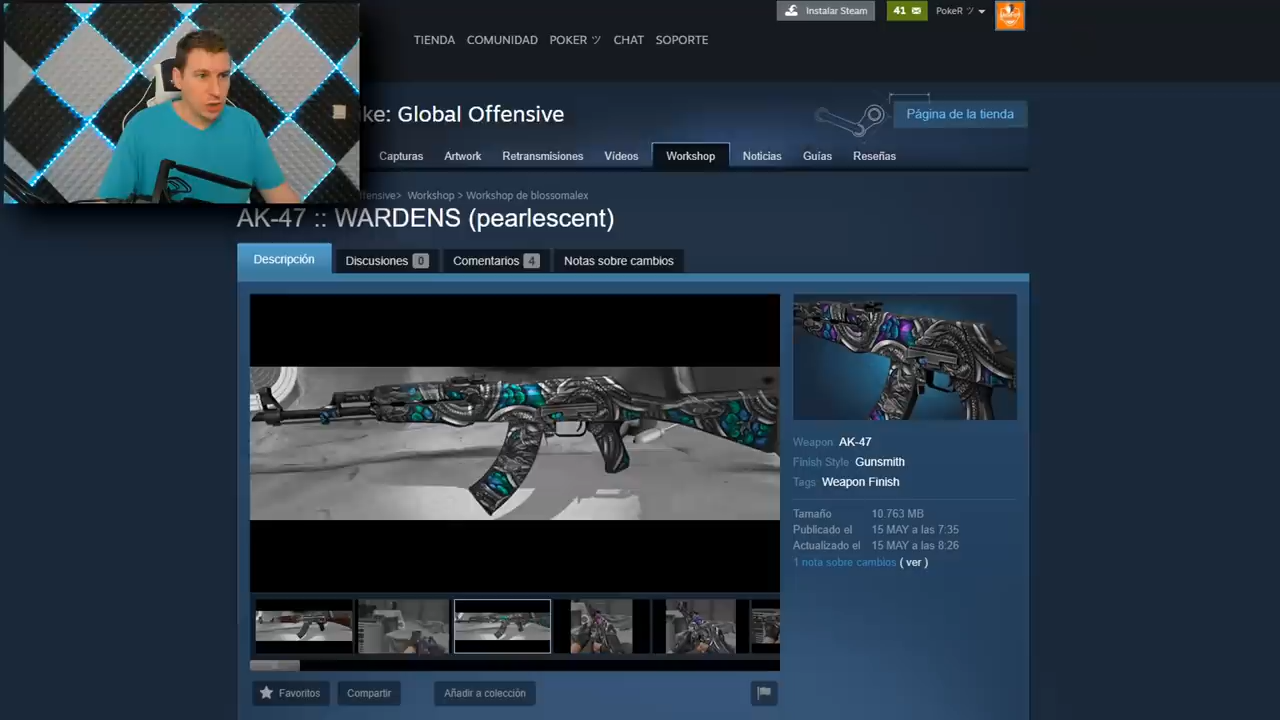 Instalar Steam
41
PokeR ツ
TIENDA COMUNIDAD POKER ツ CHAT SOPORTE
ke: Global Offensive
Página de la tienda
Capturas Artwork Retransmisiones Vídeos Workshop Noticias Guías Reseñas
ffensive> Workshop > Workshop de blossomalex
AK-47 :: WARDENS (pearlescent)
Descripción Discusiones 0 Comentarios 4 Notas sobre cambios
Weapon: AK-47
Finish Style: Gunsmith
Tags: Weapon Finish
Tamaño 10.763 MB
Publicado el 15 MAY a las 7:35
Actualizado el 15 MAY a las 8:26
1 nota sobre cambios ( ver )
Favoritos Compartir Añadir a colección